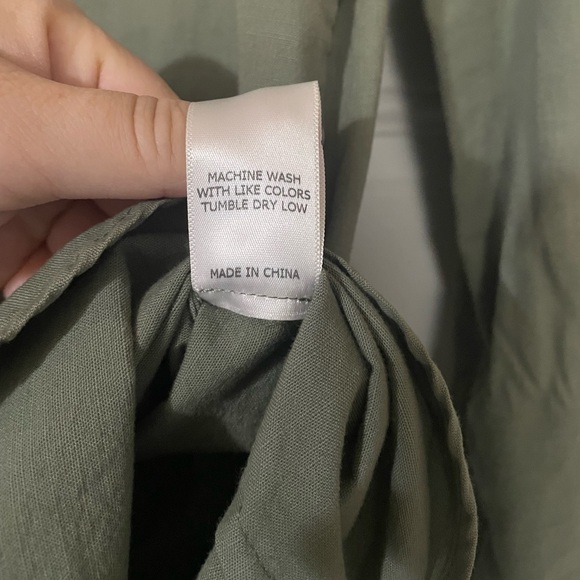 MACHINE WASH
WITH LIKE COLORS
TUMBLE DRY LOW
MADE IN CHINA